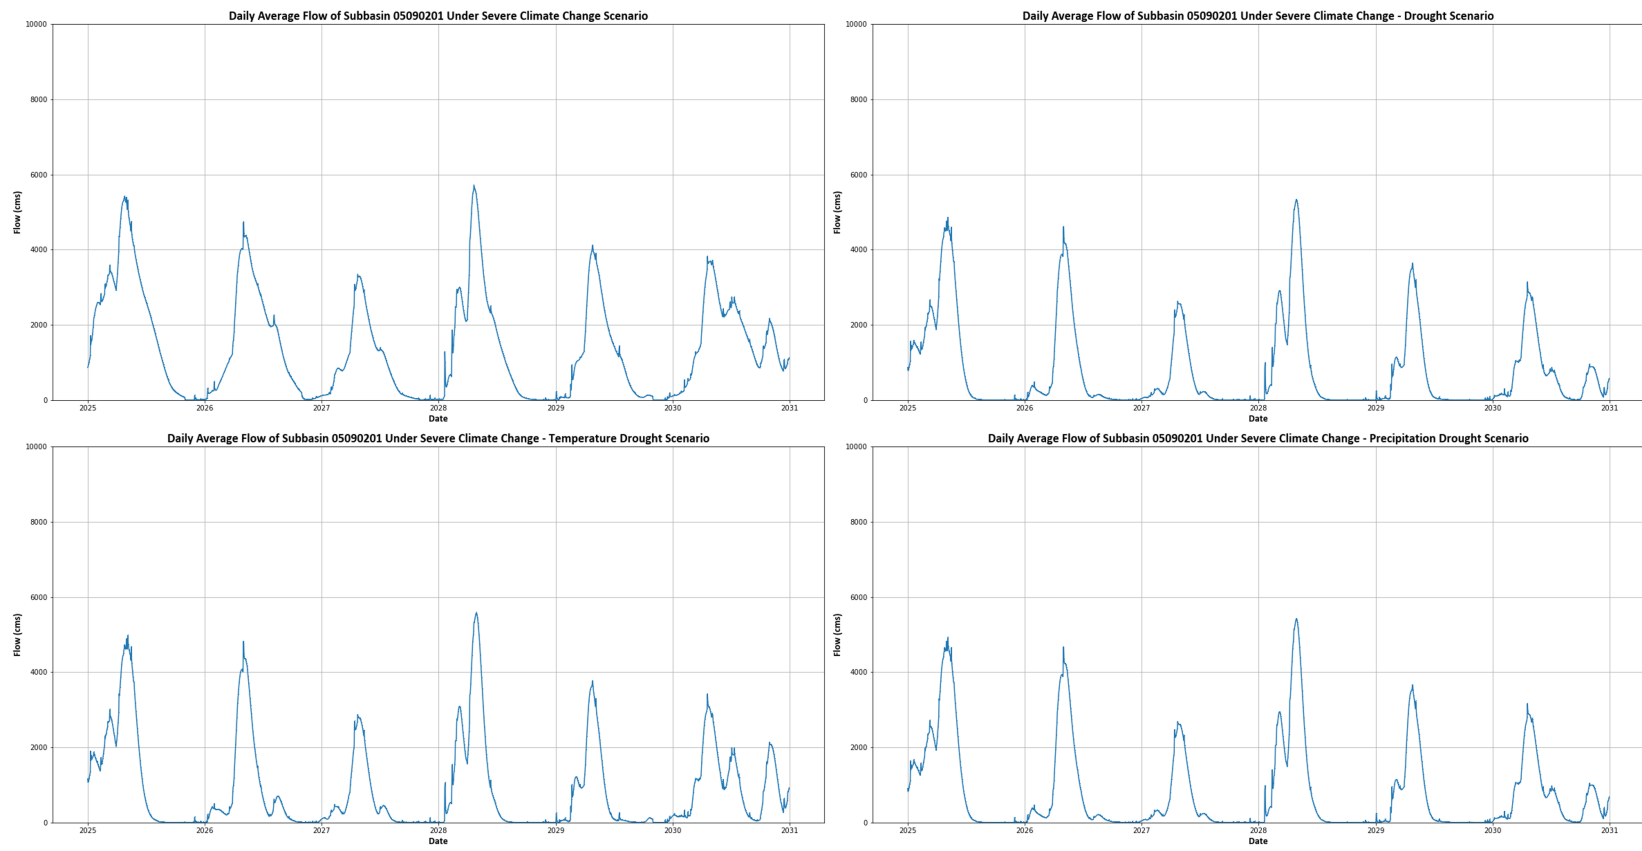 Daily Average Flow of Subbasin 05090201 Under Severe Climate Change Scenario
10000
8000
6000
4000
2000
0
Flow (cms)
2025 2026 2027 2028 2029 2030 2031
Date
Daily Average Flow of Subbasin 05090201 Under Severe Climate Change - Drought Scenario
10000
8000
6000
4000
2000
0
Flow (cms)
2025 2026 2027 2028 2029 2030 2031
Date
Daily Average Flow of Subbasin 05090201 Under Severe Climate Change - Temperature Drought Scenario
10000
8000
6000
4000
2000
0
Flow (cms)
2025 2026 2027 2028 2029 2030 2031
Date
Daily Average Flow of Subbasin 05090201 Under Severe Climate Change - Precipitation Drought Scenario
10000
8000
6000
4000
2000
0
Flow (cms)
2025 2026 2027 2028 2029 2030 2031
Date